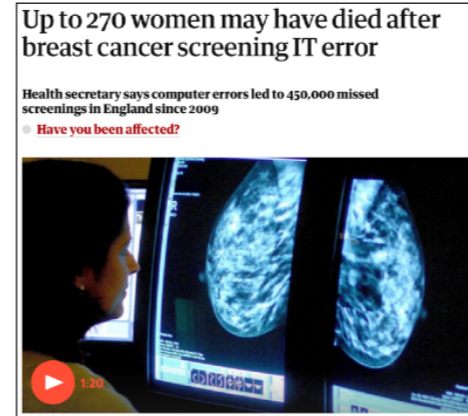 Up to 270 women may have died after
breast cancer screening IT error
Health secretary says computer errors led to 450,000 missed
screenings in England since 2009
Have you been affected?
1:20